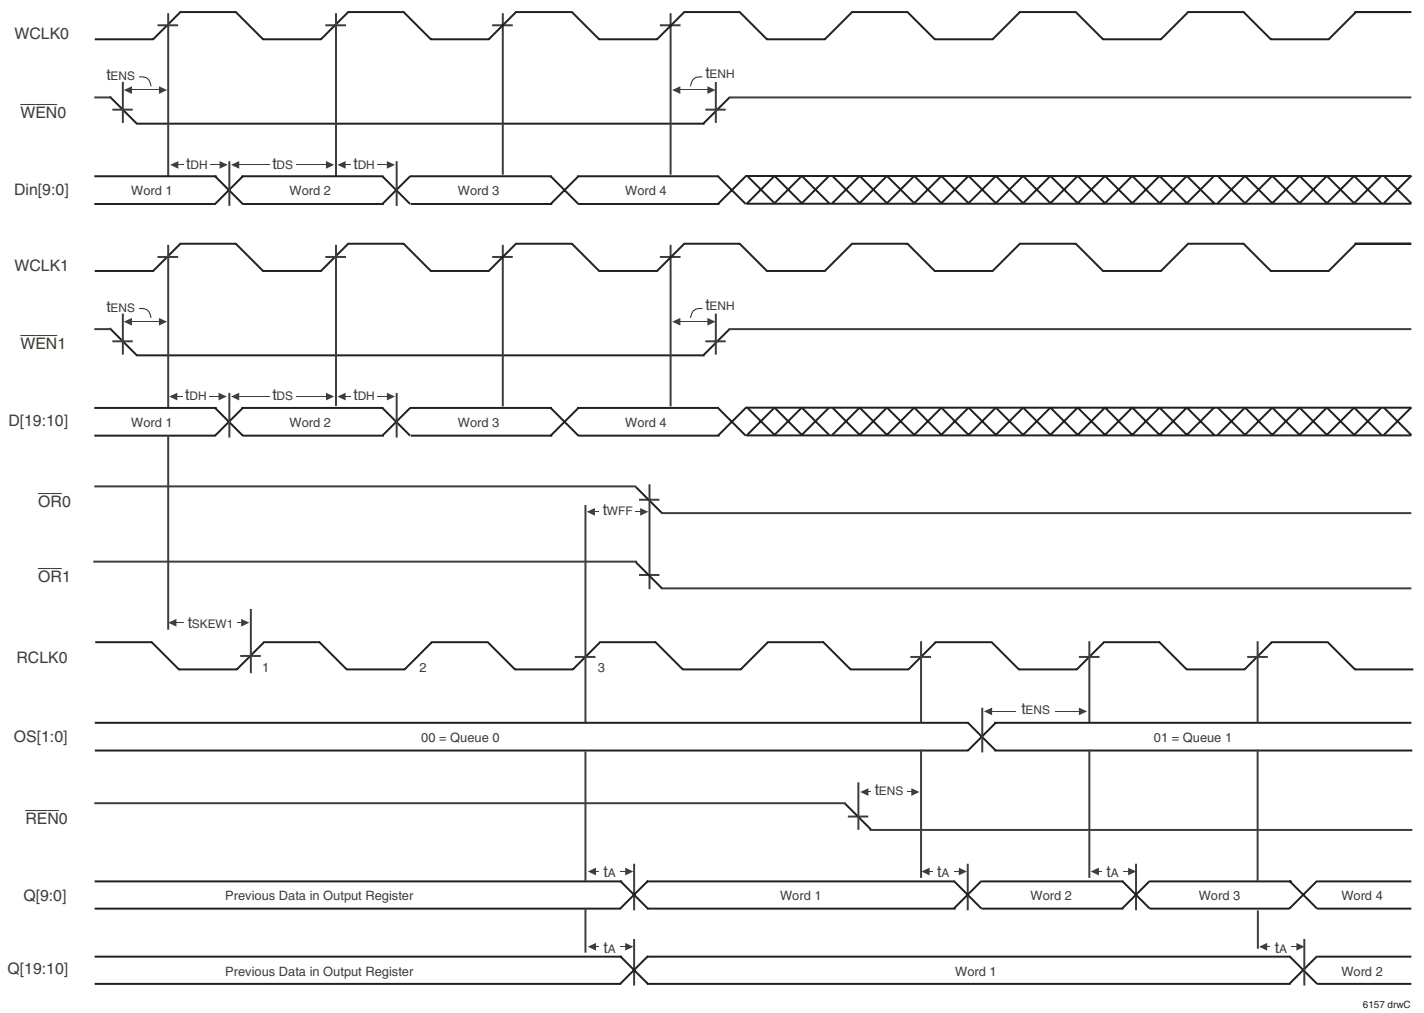 WCLK0
tENS
tENH
WEN0
tDH
tDS
tDH
Din[9:0]
Word 1
Word 2
Word 3
Word 4
WCLK1
tENS
tENH
WEN1
tDH
tDS
tDH
D[19:10]
Word 1
Word 2
Word 3
Word 4
OR0
tWFF
OR1
tSKEW1
RCLK0
1
2
3
tENS
OS[1:0]
00 = Queue 0
01 = Queue 1
tENS
REN0
tA
tA
tA
Q[9:0]
Previous Data in Output Register
Word 1
Word 2
Word 3
Word 4
tA
tA
Q[19:10]
Previous Data in Output Register
Word 1
Word 2
6157 drwC